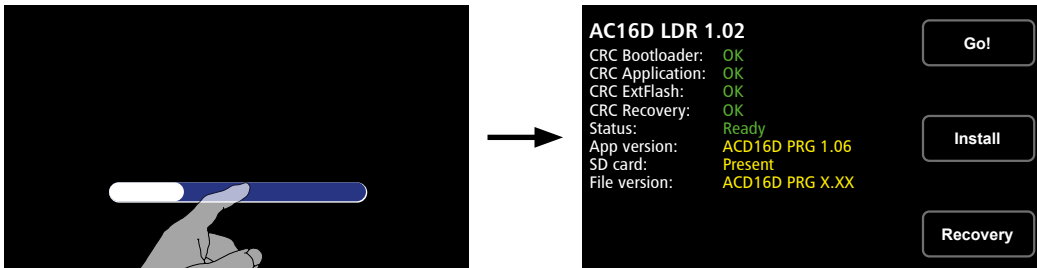 AC16D LDR 1.02
CRC Bootloader: OK
CRC Application: OK
CRC ExtFlash: OK
CRC Recovery: OK
Status: Ready
App version: ACD16D PRG 1.06
SD card: Present
File version: ACD16D PRG X.XX
Go!
Install
Recovery